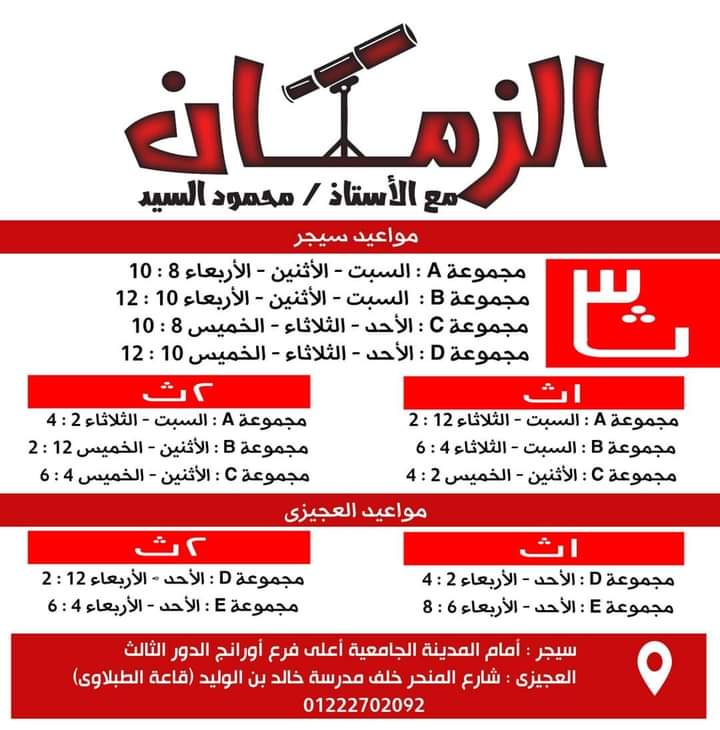 الزمكان
مع الأستاذ / محمود السيد
مواعيد سيجر
٣ث
مجموعة A : السبت - الأثنين - الأربعاء 8 : 10
مجموعة B : السبت - الأثنين - الأربعاء 10 : 12
مجموعة C : الأحد - الثلاثاء - الخميس 8 : 10
مجموعة D : الأحد - الثلاثاء - الخميس 10 : 12
١ث
مجموعة A : السبت - الثلاثاء 12 : 2
مجموعة B : السبت - الثلاثاء 4 : 6
مجموعة C : الأثنين - الخميس 2 : 4
٢ث
مجموعة A : السبت - الثلاثاء 2 : 4
مجموعة B : الأثنين - الخميس 12 : 2
مجموعة C : الأثنين - الخميس 4 : 6
مواعيد العجيزى
١ث
مجموعة D : الأحد - الأربعاء 2 : 4
مجموعة E : الأحد - الأربعاء 6 : 8
٢ث
مجموعة D : الأحد - الأربعاء 12 : 2
مجموعة E : الأحد - الأربعاء 4 : 6
سيجر : أمام المدينة الجامعية أعلى فرع أورانج الدور الثالث
العجيزى : شارع المنحر خلف مدرسة خالد بن الوليد (قاعة الطبلاوى)
01222702092